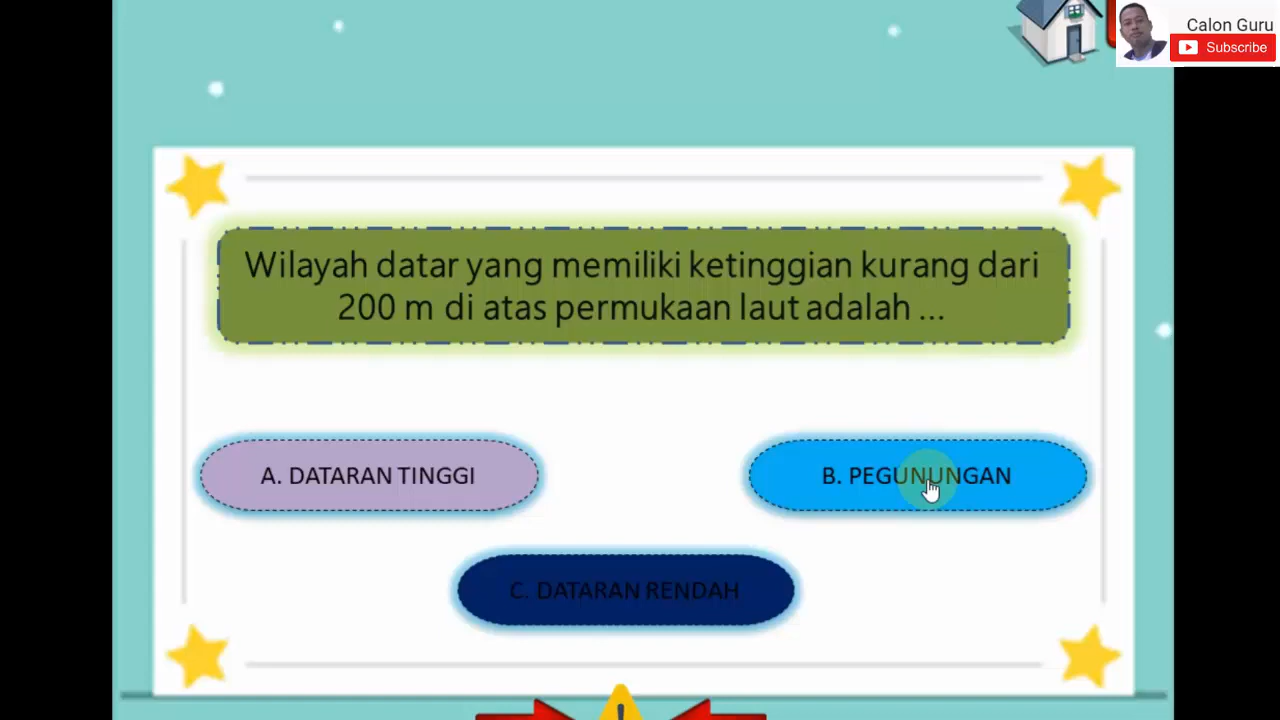 Calon Guru
Subscribe
Wilayah datar yang memiliki ketinggian kurang dari
200 m di atas permukaan laut adalah ...
A. DATARAN TINGGI
B. PEGUNUNGAN
C. DATARAN RENDAH
!